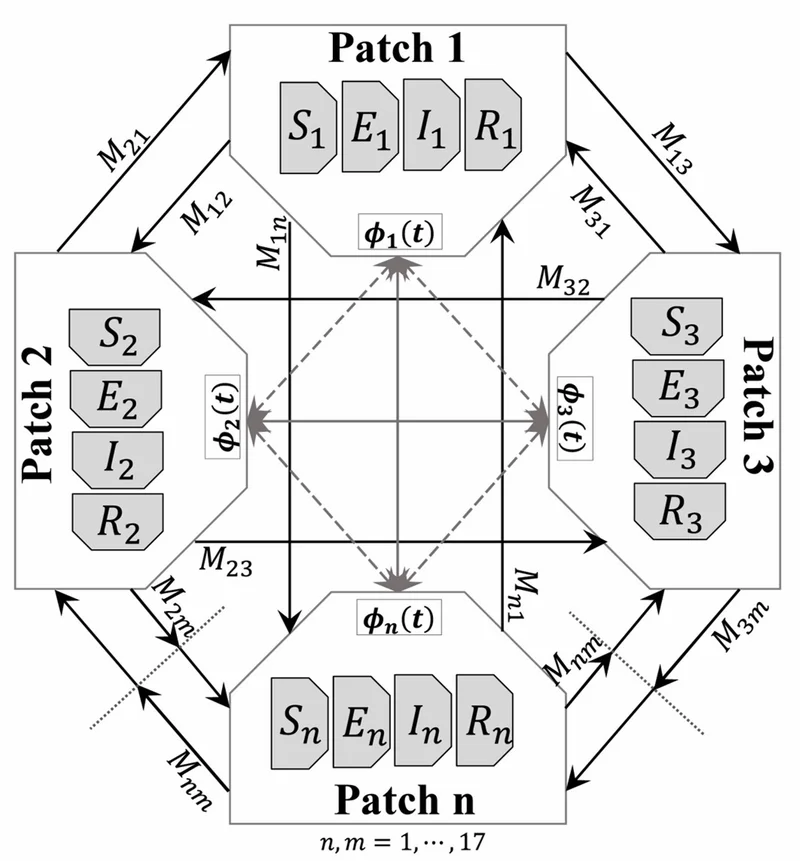 Patch 1
S₁ E₁ I₁ R₁
ϕ₁(t)
M₂₁
M₁₂
M₁ₙ
M₁₃
M₃₁
M₃₂
Patch 2
S₂
E₂
I₂
R₂
ϕ₂(t)
ϕ₃(t)
S₃
E₃
I₃
R₃
Patch 3
M₂₃
M₂ₘ
Mₙₘ
Mₙ₁
Mₙₘ
M₃ₘ
ϕₙ(t)
Sₙ Eₙ Iₙ Rₙ
Patch n
n, m = 1, ⋯ , 17